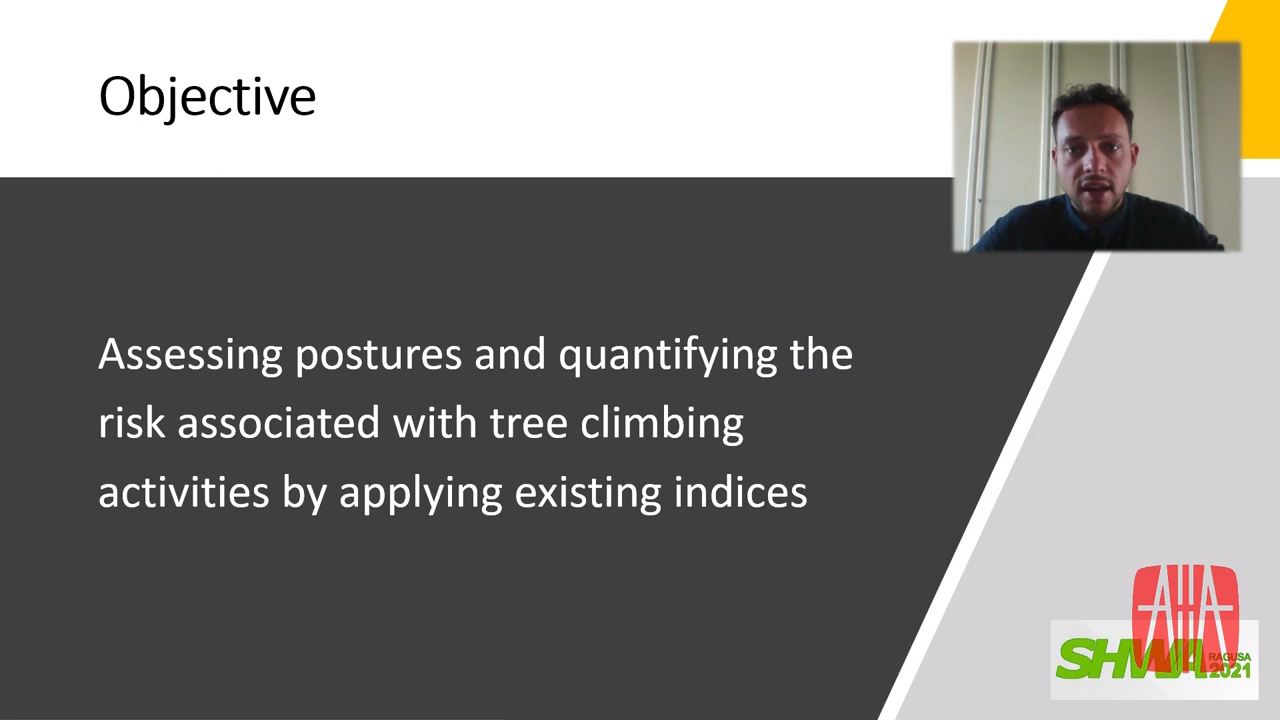 Objective
Assessing postures and quantifying the
risk associated with tree climbing
activities by applying existing indices
AIIA
SHWA
RAGUSA
2021